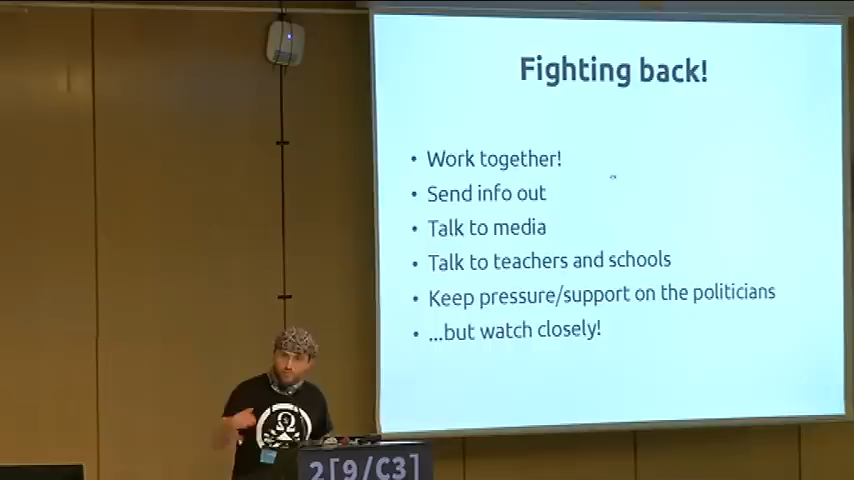 Fighting back!
• Work together!
• Send info out
• Talk to media
• Talk to teachers and schools
• Keep pressure/support on the politicians
• ...but watch closely!
2[9/C3]